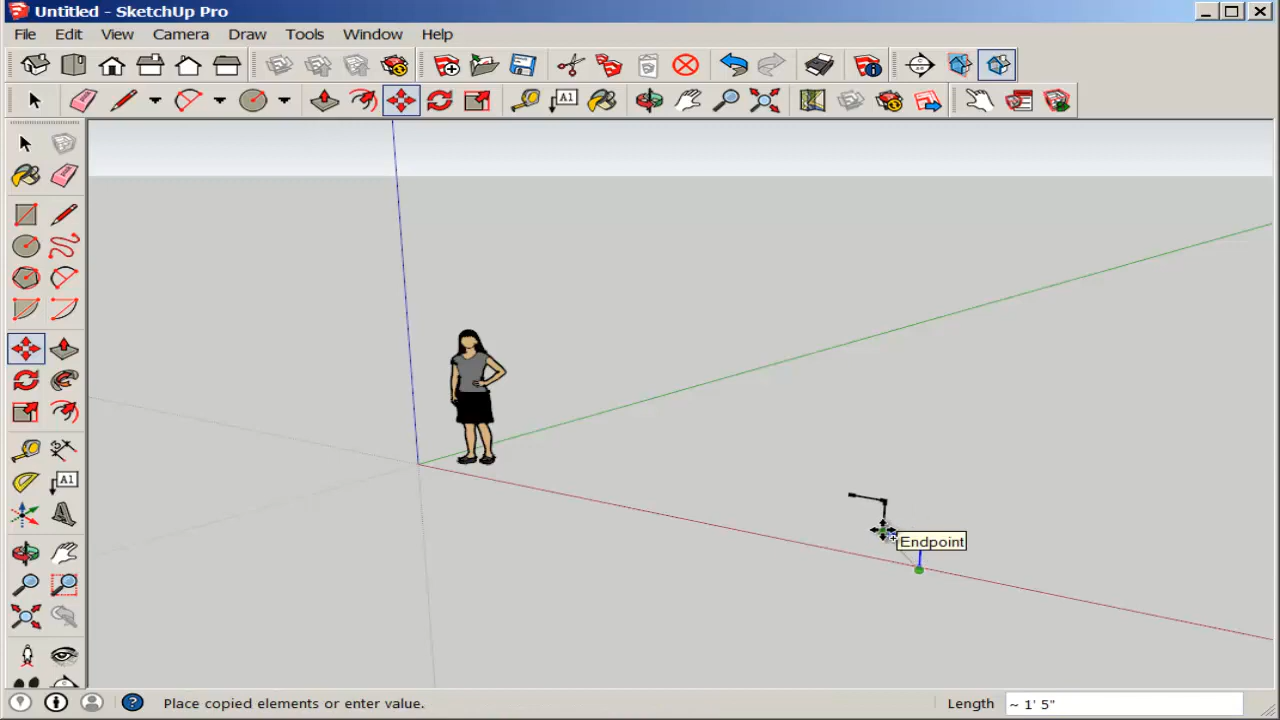 Untitled - SketchUp Pro
File Edit View Camera Draw Tools Window Help
A1
A1
Endpoint
Place copied elements or enter value.
Length ~ 1' 5"